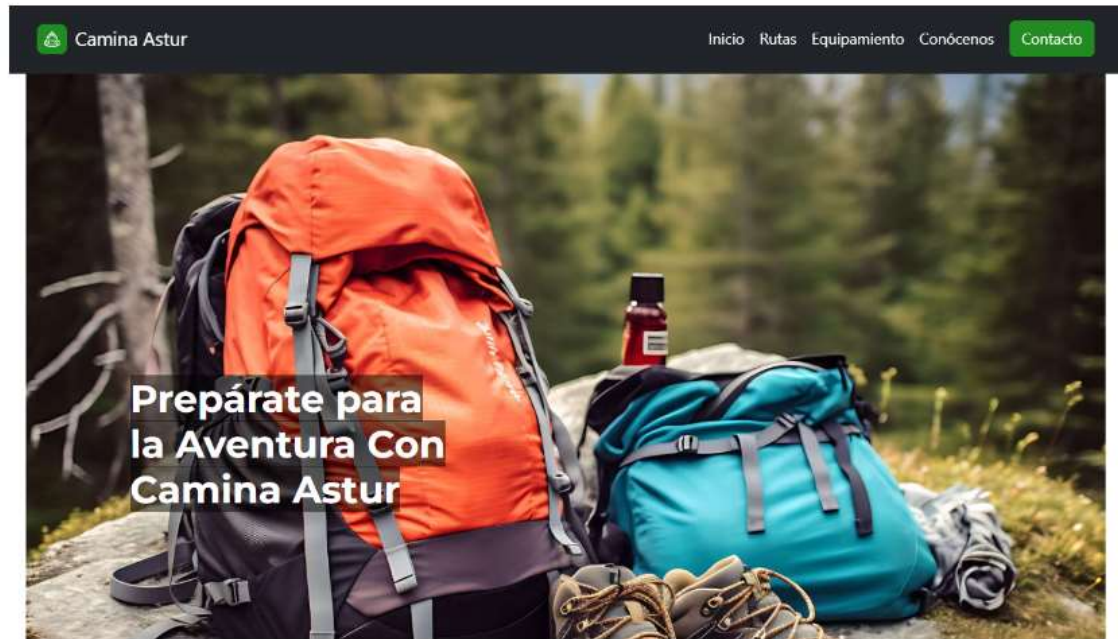 Camina Astur
Inicio Rutas Equipamiento Conócenos Contacto
Prepárate para
la Aventura Con
Camina Astur